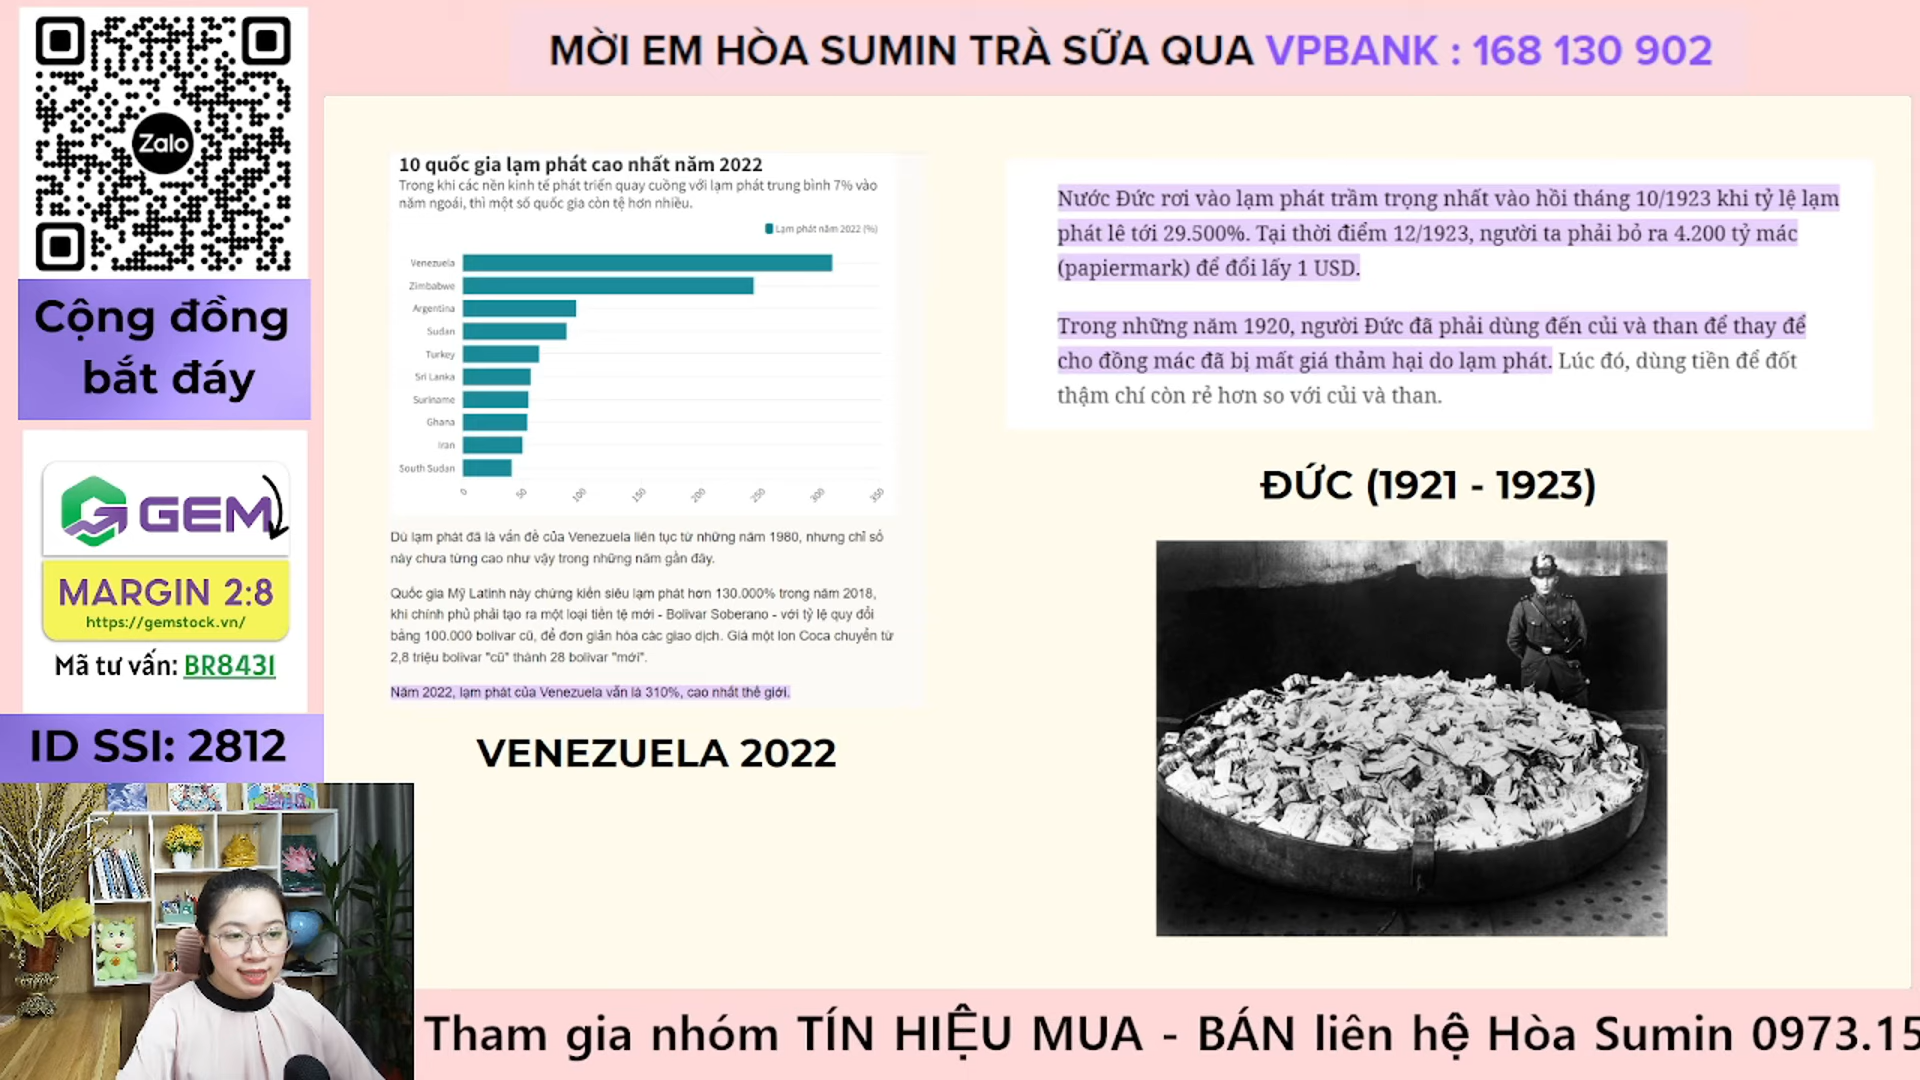 MỜI EM HÒA SUMIN TRÀ SỮA QUA VPBANK : 168 130 902
Zalo
Cộng đồng
bắt đáy
GEM
MARGIN 2:8
https://gemstock.vn/
Mã tư vấn: BR843I
ID SSI: 2812
10 quốc gia lạm phát cao nhất năm 2022
Trong khi các nền kinh tế phát triển quay cuồng với lạm phát trung bình 7% vào
năm ngoái, thì một số quốc gia còn tệ hơn nhiều.
Lạm phát năm 2022 (%)
Venezuela
Zimbabwe
Argentina
Sudan
Turkey
Sri Lanka
Suriname
Ghana
Iran
South Sudan
0 50 100 150 200 250 300 350
Dù lạm phát đã là vấn đề của Venezuela liên tục từ những năm 1980, nhưng chỉ số
này chưa từng cao như vậy trong những năm gần đây.
Quốc gia Mỹ Latinh này chứng kiến siêu lạm phát hơn 130.000% trong năm 2018,
khi chính phủ phải tạo ra một loại tiền tệ mới - Bolivar Soberano - với tỷ lệ quy đổi
bằng 100.000 bolivar cũ, để đơn giản hóa các giao dịch. Giá một lon Coca chuyển từ
2,8 triệu bolivar "cũ" thành 28 bolivar "mới".
Năm 2022, lạm phát của Venezuela vẫn là 310%, cao nhất thế giới.
VENEZUELA 2022
Nước Đức rơi vào lạm phát trầm trọng nhất vào hồi tháng 10/1923 khi tỷ lệ lạm
phát lê tới 29.500%. Tại thời điểm 12/1923, người ta phải bỏ ra 4.200 tỷ mác
(papiermark) để đổi lấy 1 USD.
Trong những năm 1920, người Đức đã phải dùng đến củi và than để thay để
cho đồng mác đã bị mất giá thảm hại do lạm phát. Lúc đó, dùng tiền để đốt
thậm chí còn rẻ hơn so với củi và than.
ĐỨC (1921 - 1923)
Tham gia nhóm TÍN HIỆU MUA - BÁN liên hệ Hòa Sumin 0973.15